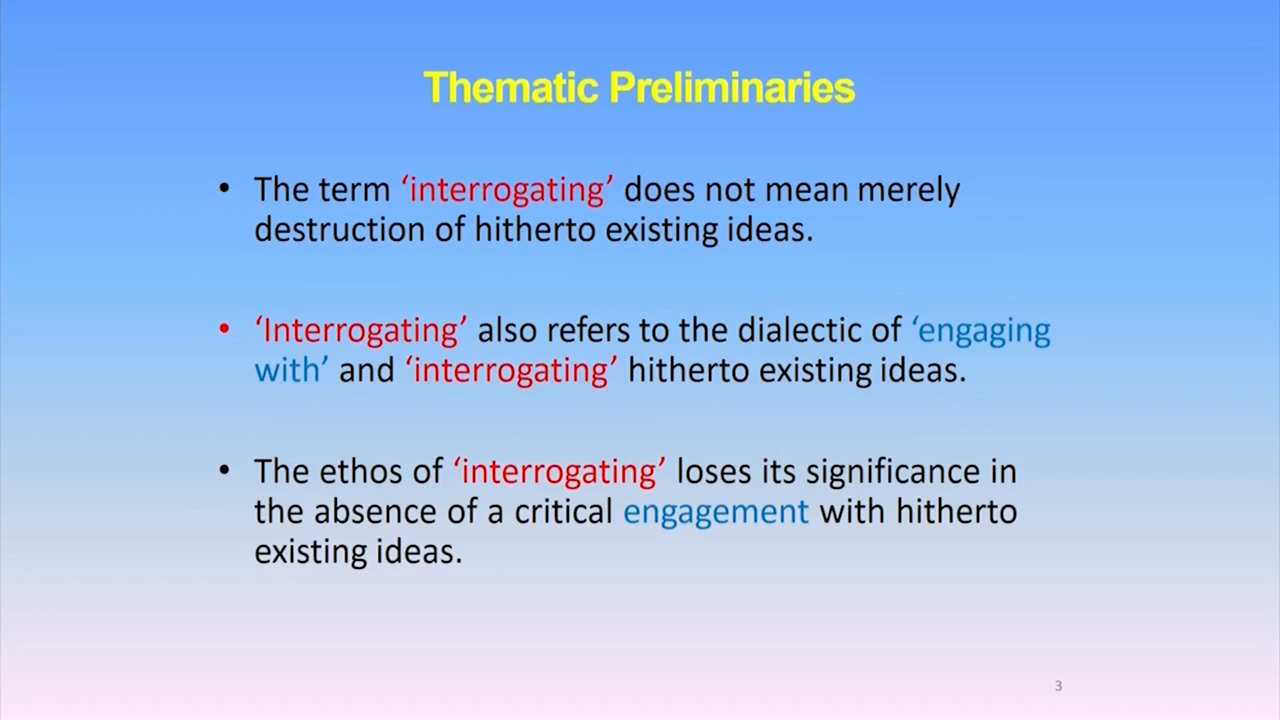 Thematic Preliminaries
• The term ‘interrogating’ does not mean merely
destruction of hitherto existing ideas.
• ‘Interrogating’ also refers to the dialectic of ‘engaging
with’ and ‘interrogating’ hitherto existing ideas.
• The ethos of ‘interrogating’ loses its significance in
the absence of a critical engagement with hitherto
existing ideas.
3